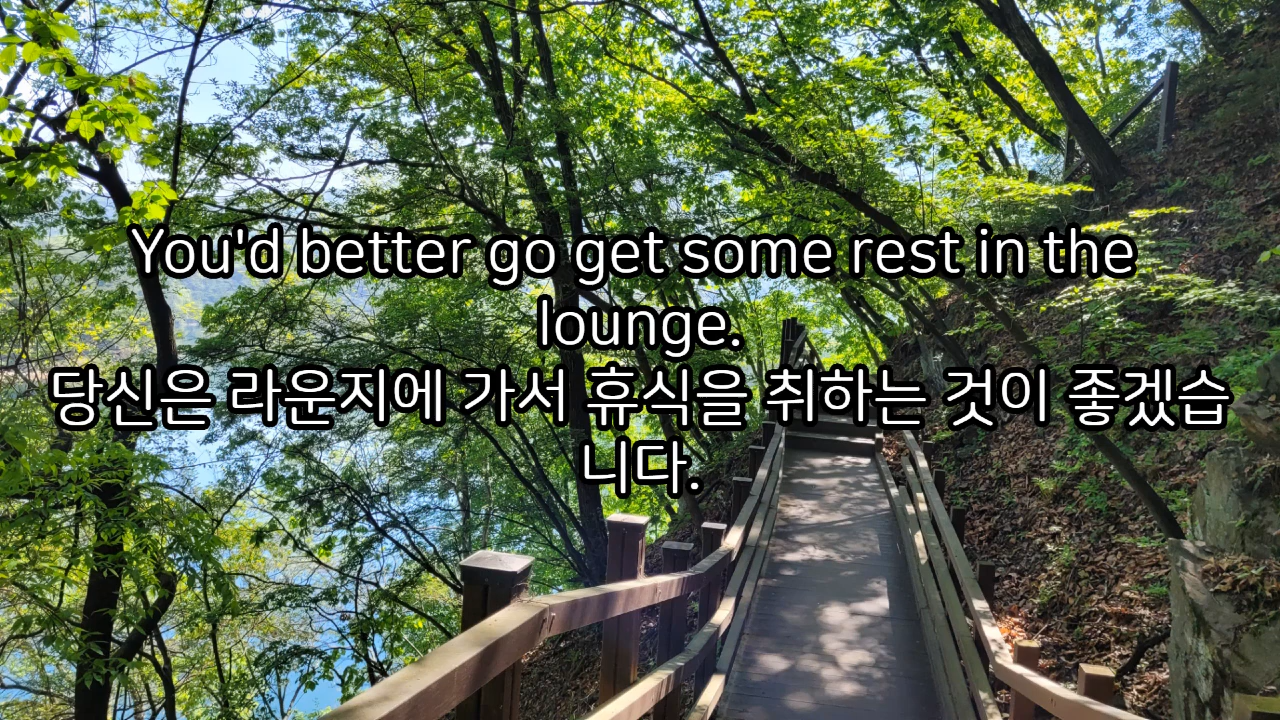 You'd better go get some rest in the
lounge.
당신은 라운지에 가서 휴식을 취하는 것이 좋겠습
니다.